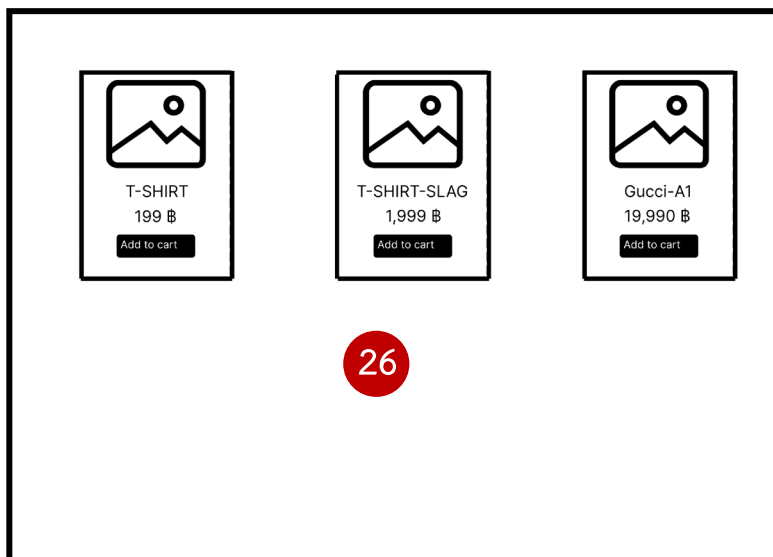 T-SHIRT
199 ฿
Add to cart
T-SHIRT-SLAG
1,999 ฿
Add to cart
Gucci-A1
19,990 ฿
Add to cart
26